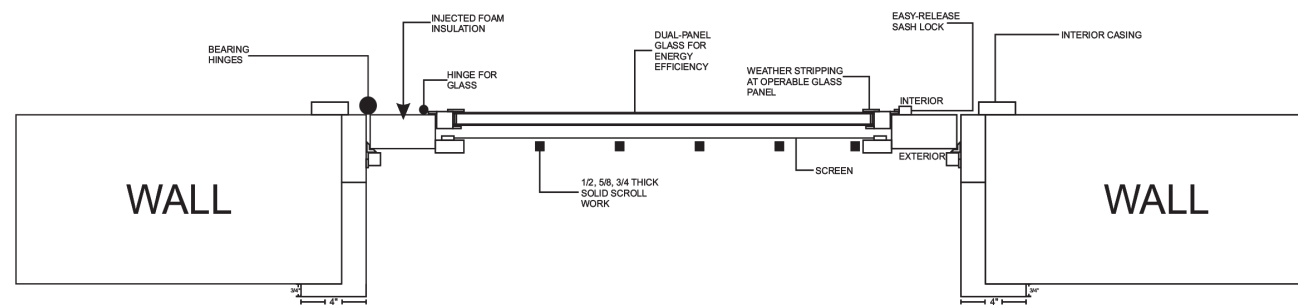 BEARING
HINGES
INJECTED FOAM
INSULATION
HINGE FOR
GLASS
DUAL-PANEL
GLASS FOR
ENERGY
EFFICIENCY
WEATHER STRIPPING
AT OPERABLE GLASS
PANEL
EASY-RELEASE
SASH LOCK
INTERIOR CASING
INTERIOR
EXTERIOR
SCREEN
1/2, 5/8, 3/4 THICK
SOLID SCROLL
WORK
WALL
WALL
3/4"
4"
4"
3/4"